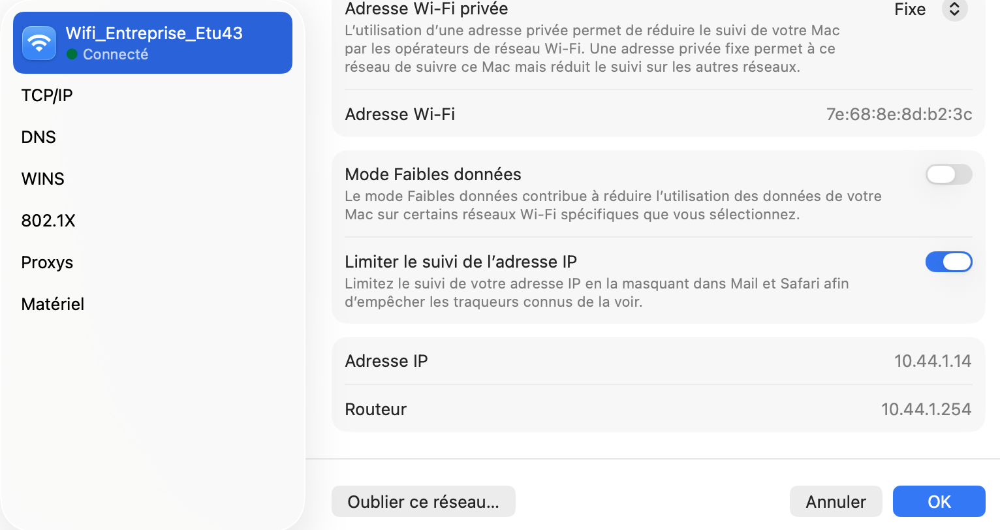 Wifi_Entreprise_Etu43
Connecté
TCP/IP
DNS
WINS
802.1X
Proxys
Matériel
Adresse Wi-Fi privée
Fixe
L’utilisation d’une adresse privée permet de réduire le suivi de votre Mac
par les opérateurs de réseau Wi-Fi. Une adresse privée fixe permet à ce
réseau de suivre ce Mac mais réduit le suivi sur les autres réseaux.
Adresse Wi-Fi
7e:68:8e:8d:b2:3c
Mode Faibles données
Le mode Faibles données contribue à réduire l’utilisation des données de votre
Mac sur certains réseaux Wi-Fi spécifiques que vous sélectionnez.
Limiter le suivi de l’adresse IP
Limitez le suivi de votre adresse IP en la masquant dans Mail et Safari afin
d’empêcher les traqueurs connus de la voir.
Adresse IP
10.44.1.14
Routeur
10.44.1.254
Oublier ce réseau...
Annuler
OK